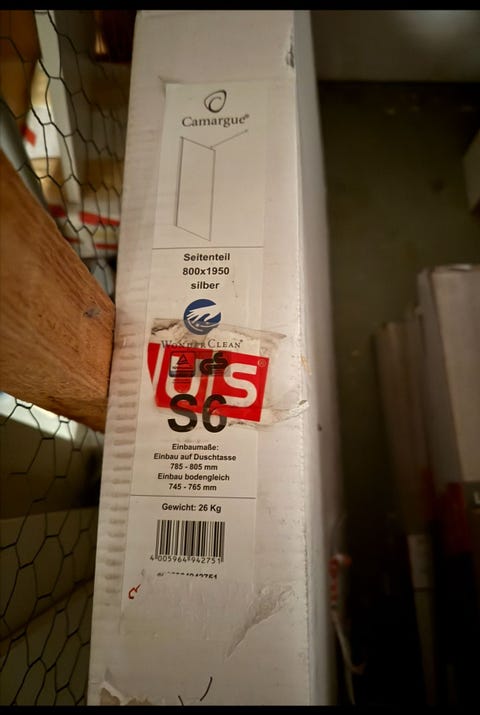 Camargue®
Seitenteil
800x1950
silber
WonderClean®
US®
S6
Einbaumaße:
Einbau auf Duschtasse
785 - 805 mm
Einbau bodengleich
745 - 765 mm
Gewicht: 26 Kg
4 005964 942751